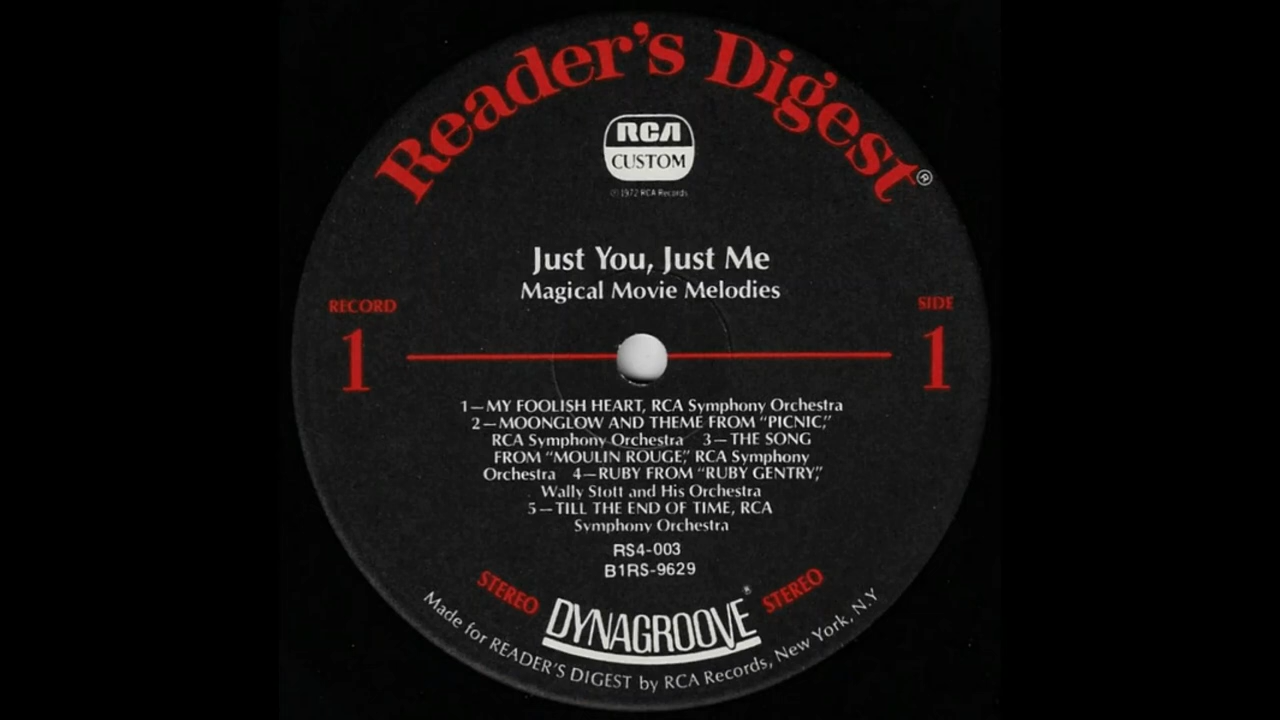 Reader's Digest®
RCA
CUSTOM
℗ 1972 RCA Records
Just You, Just Me
Magical Movie Melodies
RECORD
1
SIDE
1
1—MY FOOLISH HEART, RCA Symphony Orchestra
2—MOONGLOW AND THEME FROM “PICNIC,”
RCA Symphony Orchestra 3—THE SONG
FROM “MOULIN ROUGE,” RCA Symphony
Orchestra 4—RUBY FROM “RUBY GENTRY,”
Wally Stott and His Orchestra
5—TILL THE END OF TIME, RCA
Symphony Orchestra
RS4-003
B1RS-9629
STEREO DYNAGROOVE® STEREO
Made for READER'S DIGEST by RCA Records, New York, N.Y